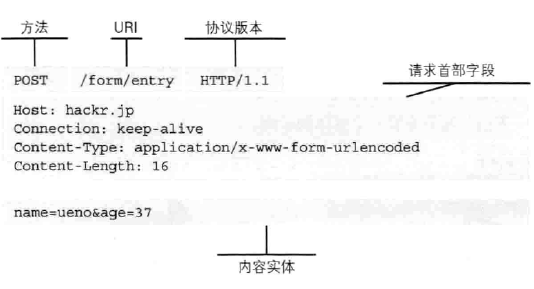 方法 URI 协议版本
POST /form/entry HTTP/1.1
请求首部字段
Host: hackr.jp
Connection: keep-alive
Content-Type: application/x-www-form-urlencoded
Content-Length: 16
name=ueno&age=37
内容实体